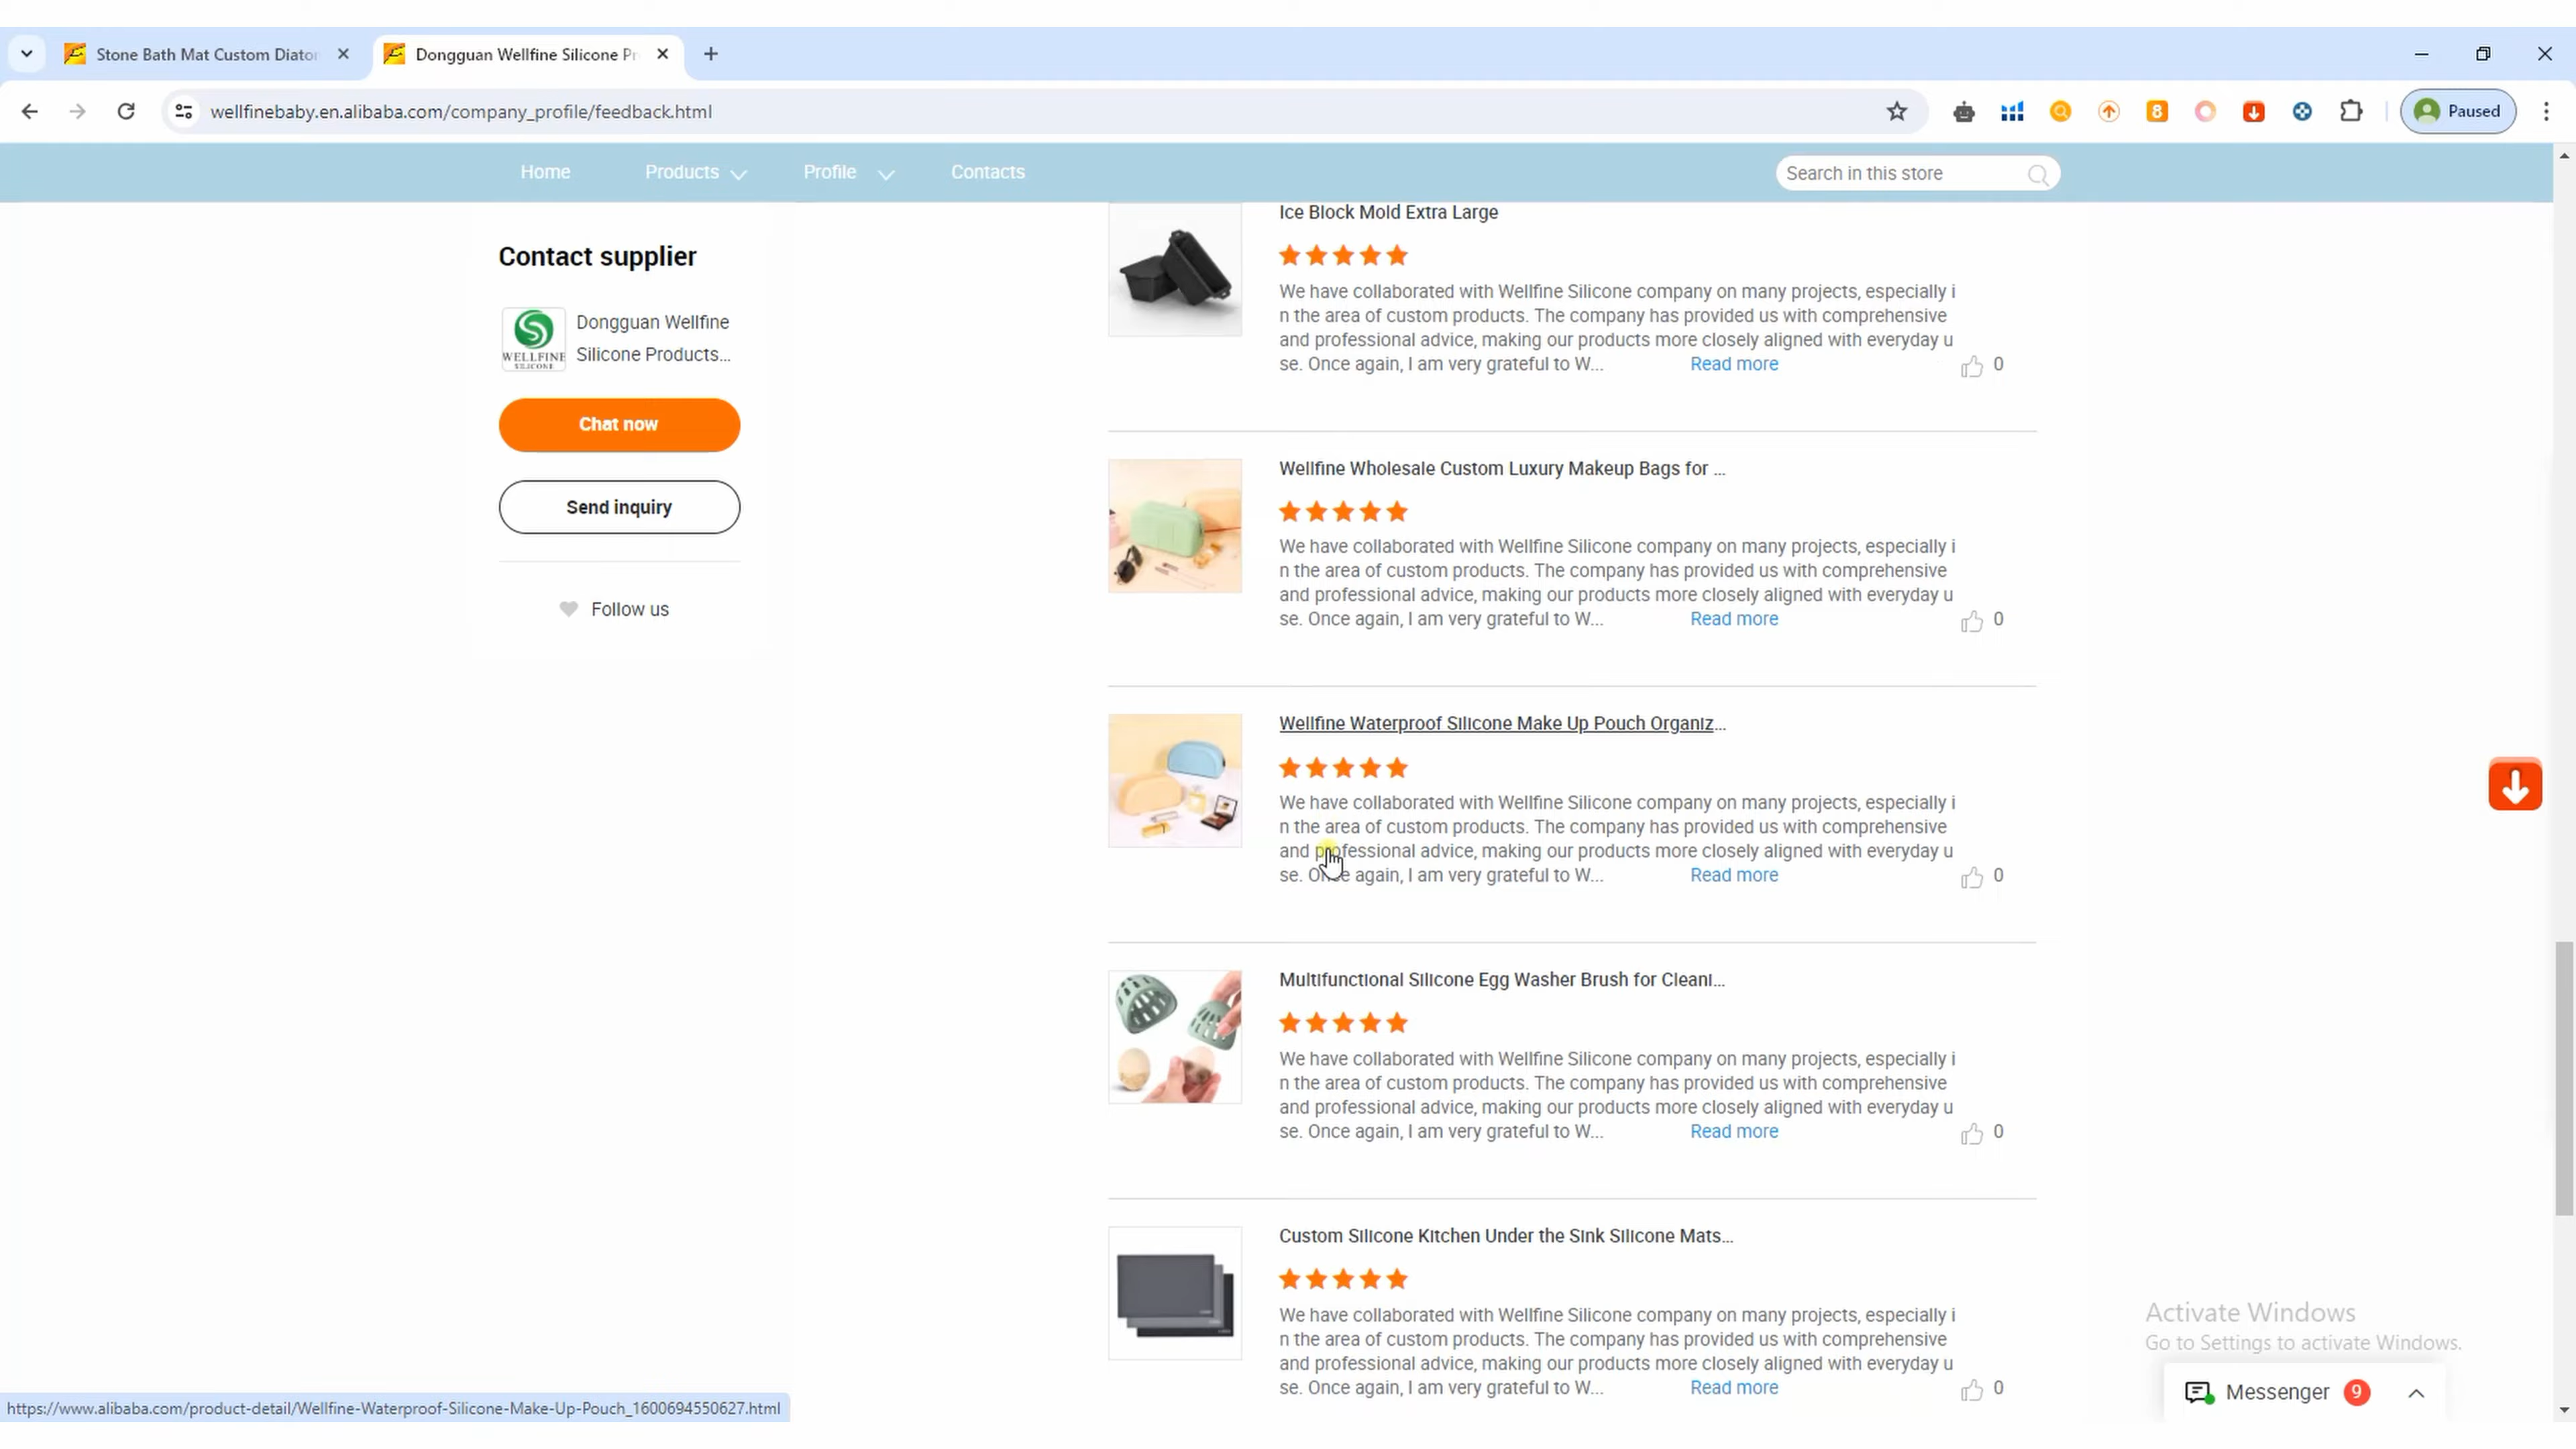 Stone Bath Mat Custom Diaton
Dongguan Wellfine Silicone Pr
wellfinebaby.en.alibaba.com/company_profile/feedback.html
8
Paused
Home
Products
Profile
Contacts
Search in this store
Contact supplier
WELLFINE
SILICONE
Dongguan Wellfine
Silicone Products...
Chat now
Send inquiry
Follow us
Ice Block Mold Extra Large
We have collaborated with Wellfine Silicone company on many projects, especially i
n the area of custom products. The company has provided us with comprehensive
and professional advice, making our products more closely aligned with everyday u
se. Once again, I am very grateful to W... Read more 0
Wellfine Wholesale Custom Luxury Makeup Bags for ...
We have collaborated with Wellfine Silicone company on many projects, especially i
n the area of custom products. The company has provided us with comprehensive
and professional advice, making our products more closely aligned with everyday u
se. Once again, I am very grateful to W... Read more 0
Wellfine Waterproof Silicone Make Up Pouch Organiz...
We have collaborated with Wellfine Silicone company on many projects, especially i
n the area of custom products. The company has provided us with comprehensive
and professional advice, making our products more closely aligned with everyday u
se. Once again, I am very grateful to W... Read more 0
Multifunctional Silicone Egg Washer Brush for Cleani...
We have collaborated with Wellfine Silicone company on many projects, especially i
n the area of custom products. The company has provided us with comprehensive
and professional advice, making our products more closely aligned with everyday u
se. Once again, I am very grateful to W... Read more 0
Custom Silicone Kitchen Under the Sink Silicone Mats...
We have collaborated with Wellfine Silicone company on many projects, especially i
n the area of custom products. The company has provided us with comprehensive
and professional advice, making our products more closely aligned with everyday u
se. Once again, I am very grateful to W... Read more 0
Activate Windows
Go to Settings to activate Windows.
Messenger 9
https://www.alibaba.com/product-detail/Wellfine-Waterproof-Silicone-Make-Up-Pouch_1600694550627.html